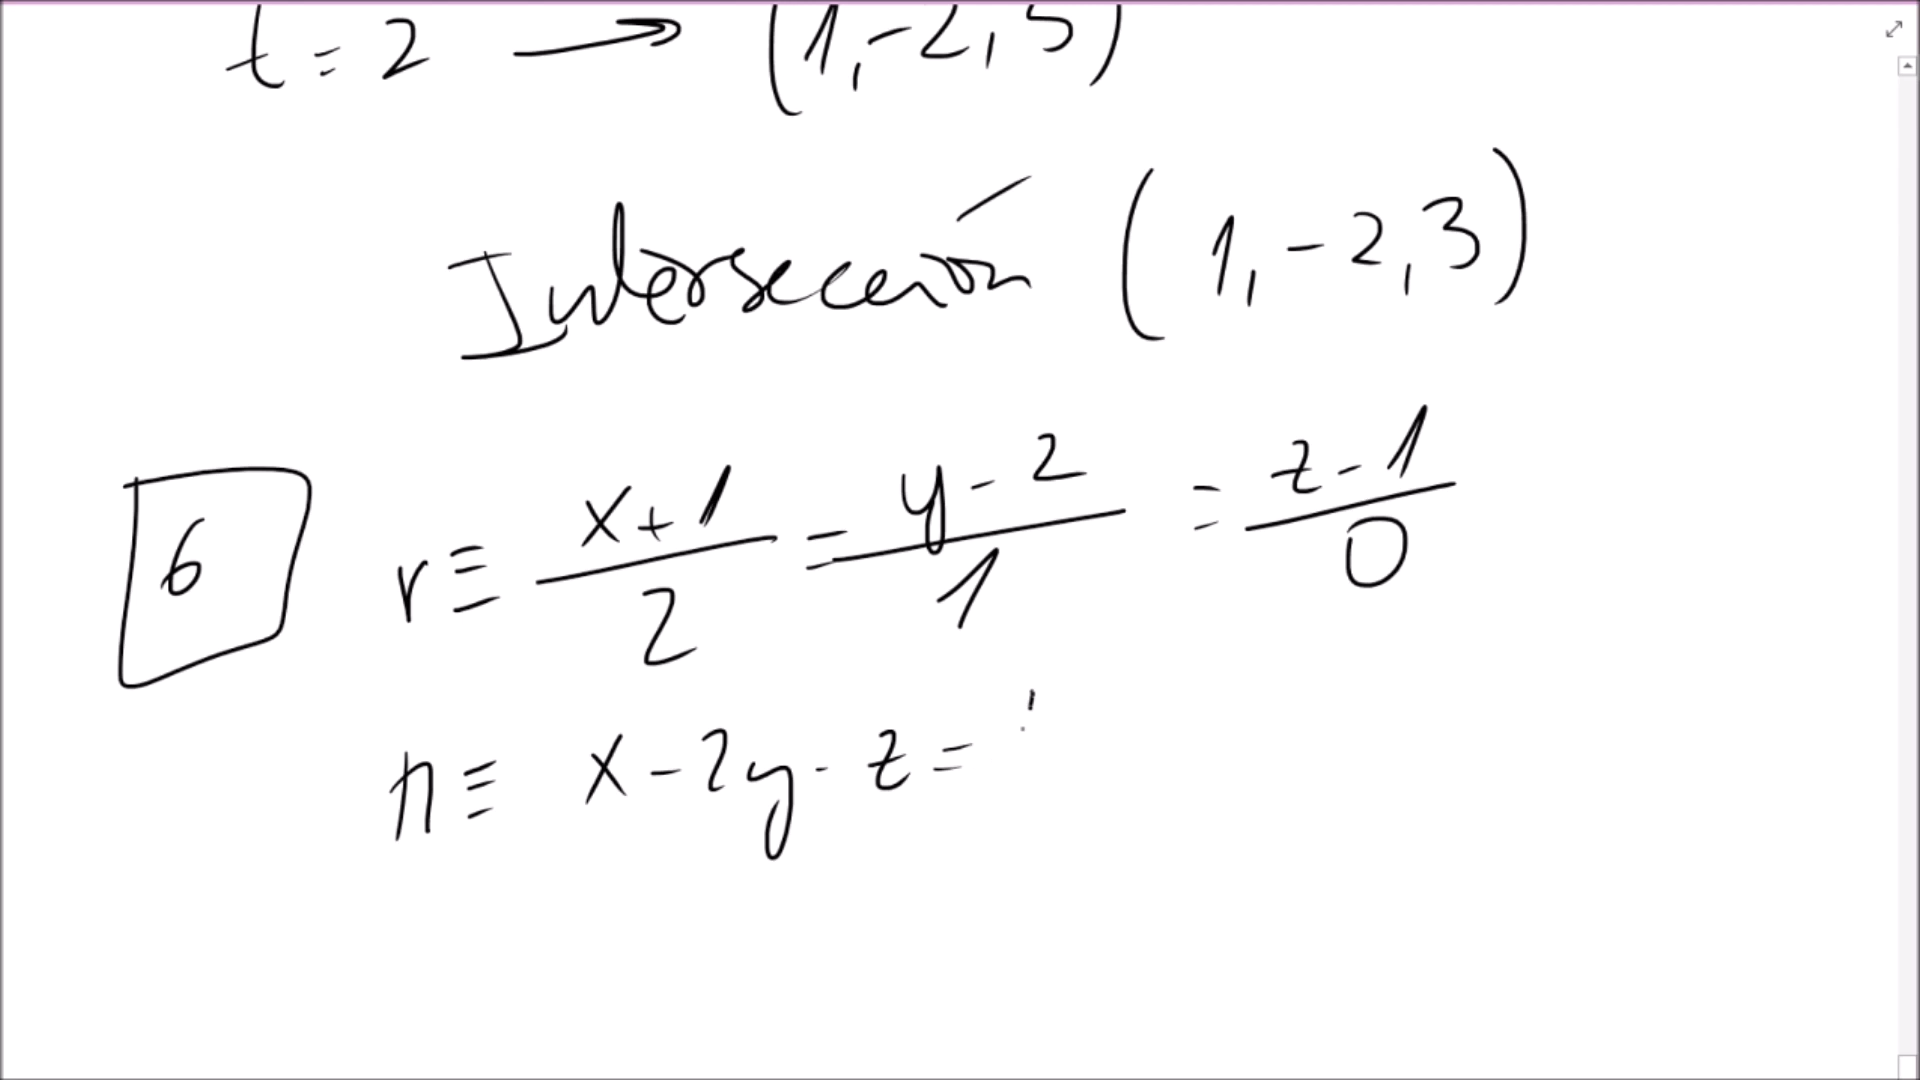 t = 2 → (1, -2, 3)
Intersección (1, -2, 3)
6 r ≡ x+1/2 = y-2/1 = z-1/0
π ≡ x - 2y - z =